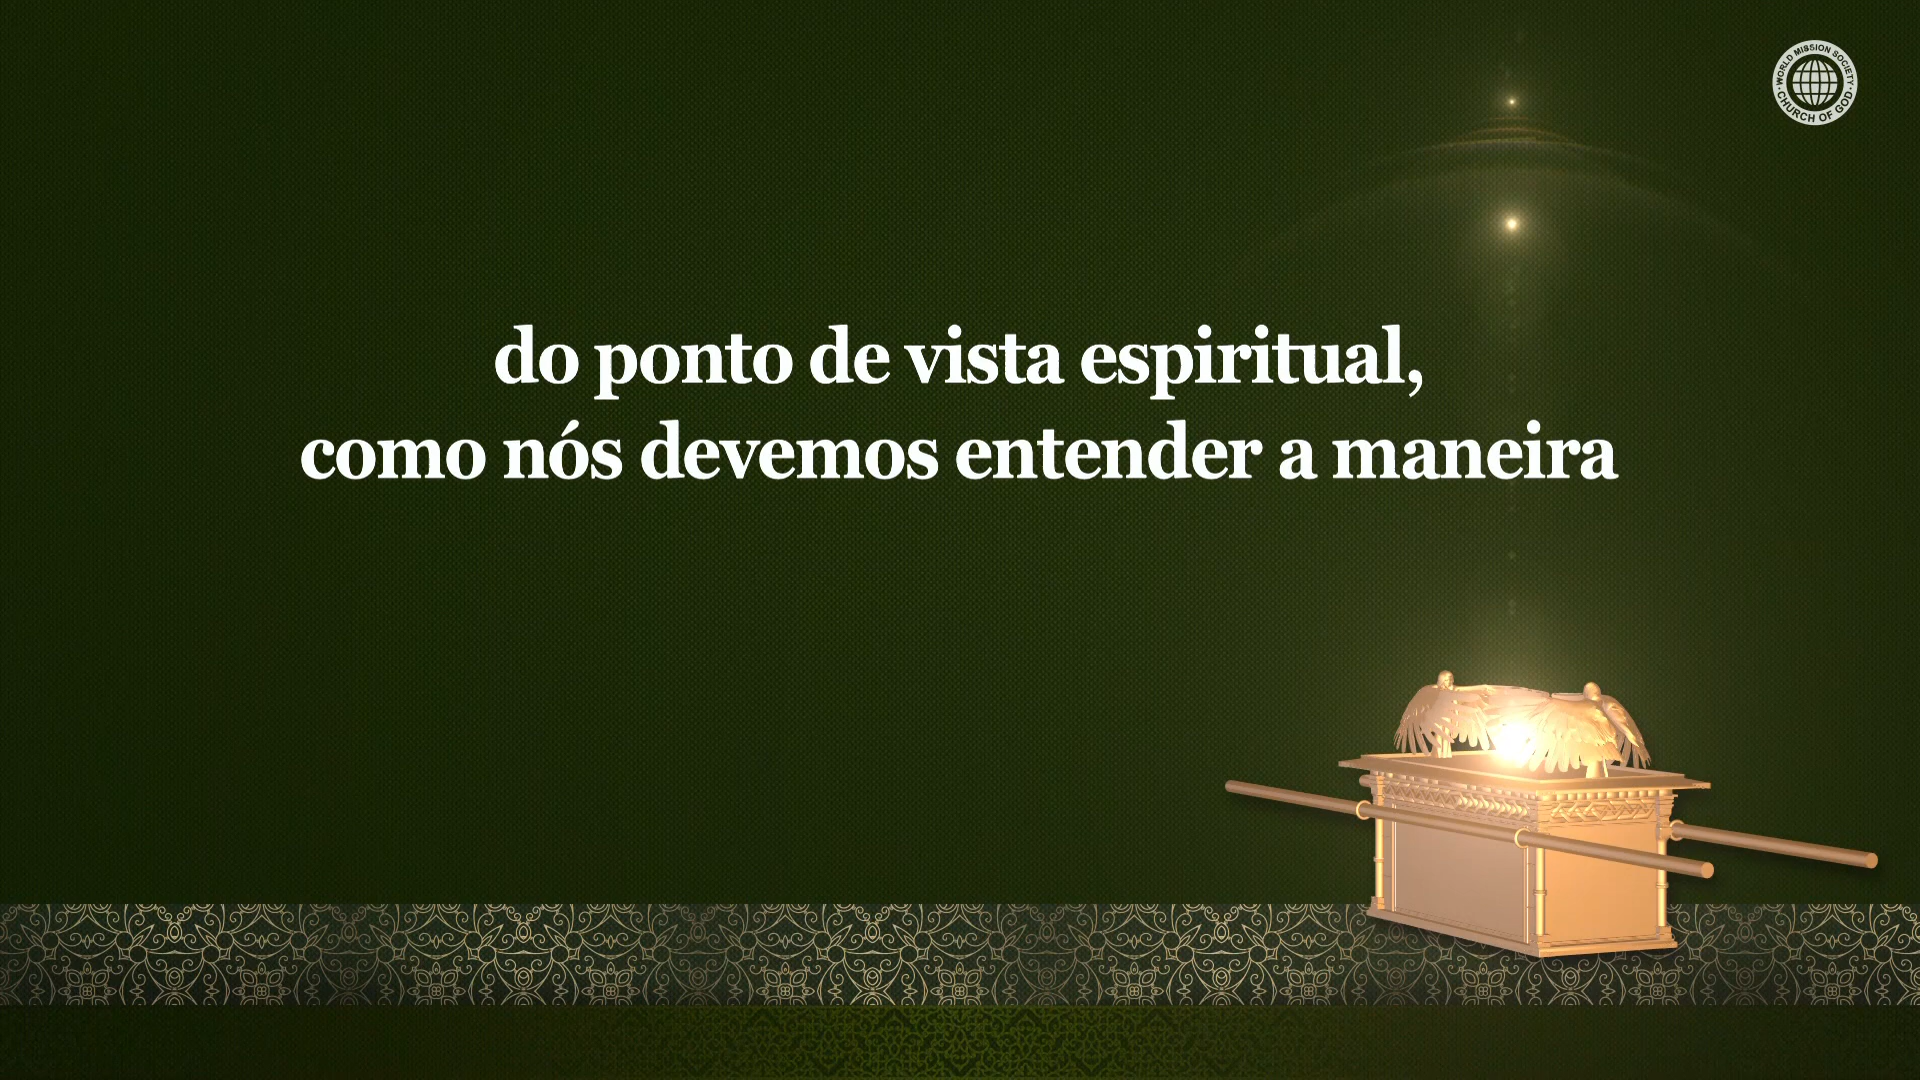 WORLD MISSION SOCIETY
CHURCH OF GOD
do ponto de vista espiritual,
como nós devemos entender a maneira